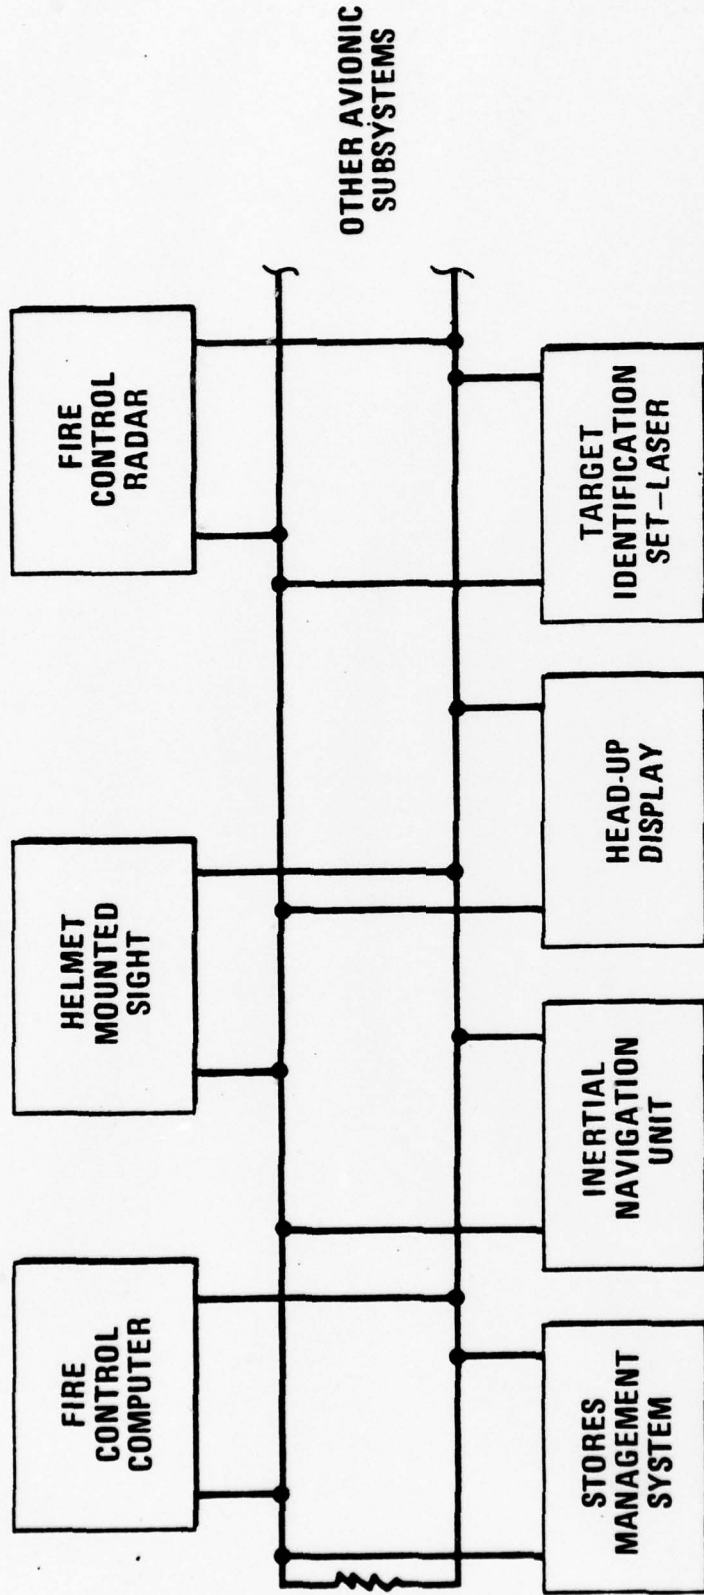 FIRE
CONTROL
COMPUTER
HELMET
MOUNTED
SIGHT
FIRE
CONTROL
RADAR
OTHER AVIONIC
SUBSYSTEMS
STORES
MANAGEMENT
SYSTEM
INERTIAL
NAVIGATION
UNIT
HEAD-UP
DISPLAY
TARGET
IDENTIFICATION
SET-LASER